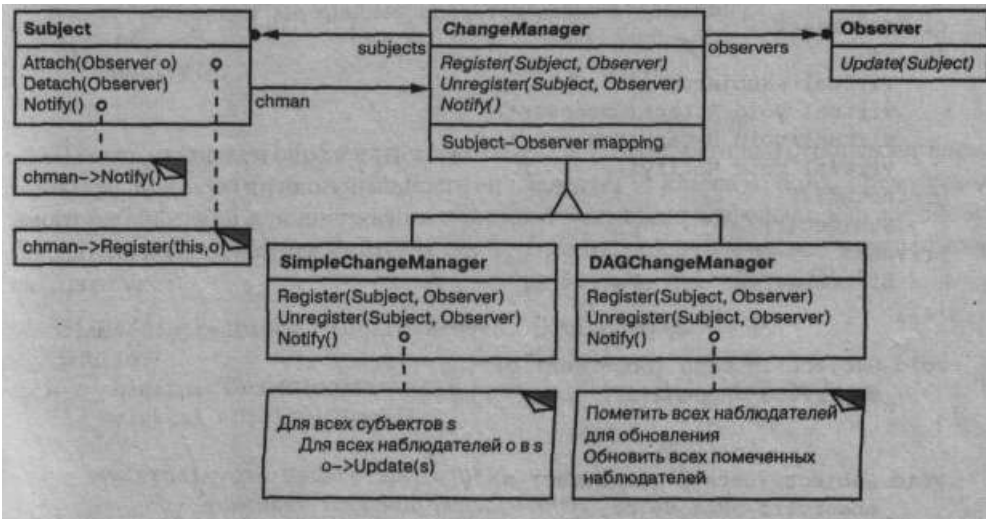 Subject
Attach(Observer o)
Detach(Observer)
Notify()
subjects
chman
ChangeManager
Register(Subject, Observer)
Unregister(Subject, Observer)
Notify()
Subject–Observer mapping
observers
Observer
Update(Subject)
chman–>Notify()
chman–>Register(this,o)
SimpleChangeManager
Register(Subject, Observer)
Unregister(Subject, Observer)
Notify()
DAGChangeManager
Register(Subject, Observer)
Unregister(Subject, Observer)
Notify()
Для всех субъектов s
Для всех наблюдателей o в s
o–>Update(s)
Пометить всех наблюдателей
для обновления
Обновить всех помеченных
наблюдателей